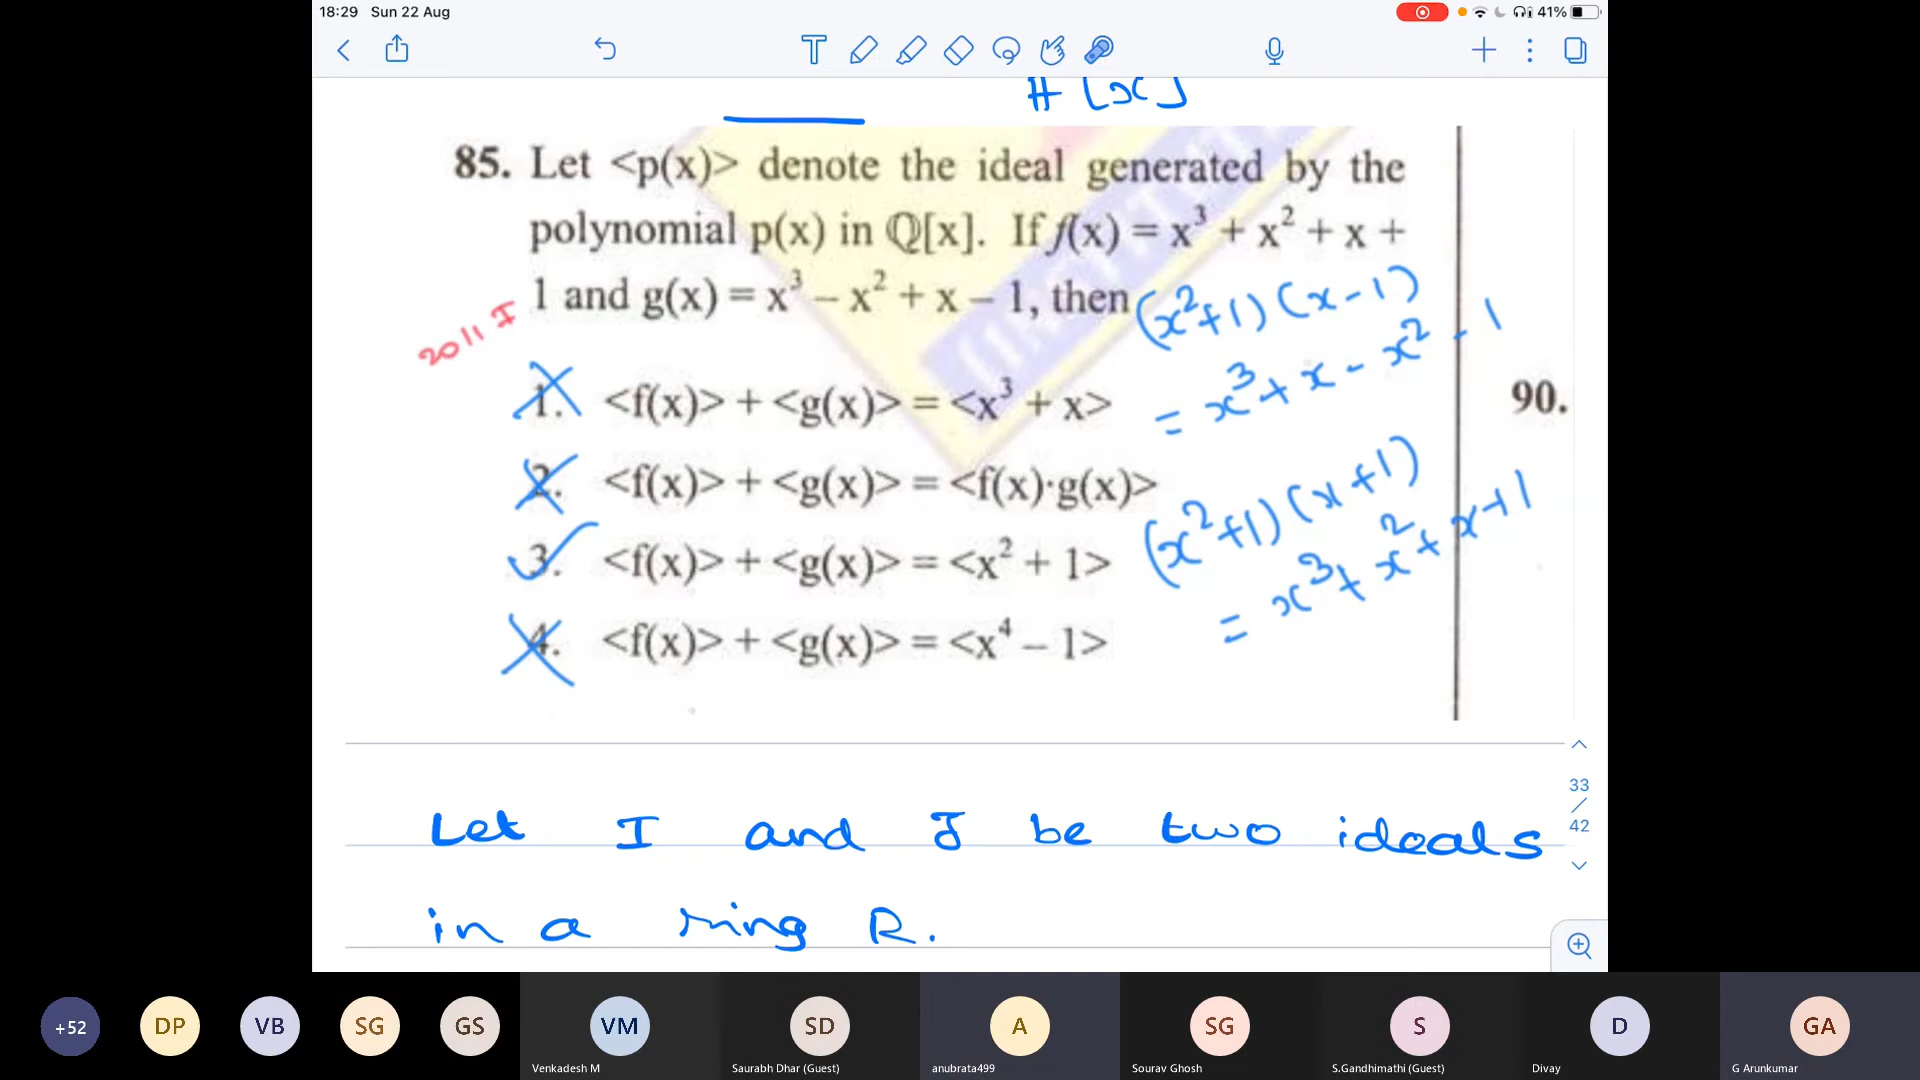 18:29 Sun 22 Aug
41%
[x]
85. Let <p(x)> denote the ideal generated by the
polynomial p(x) in ℚ[x]. If f(x) = x³ + x² + x +
1 and g(x) = x³ – x² + x – 1, then
2011 I
(x²+1) (x-1)
= x³ + x - x² - 1
1. <f(x)> + <g(x)> = <x³ + x>
90.
2. <f(x)> + <g(x)> = <f(x)·g(x)>
3. <f(x)> + <g(x)> = <x² + 1>
(x²+1) (x+1)
= x³ + x² + x + 1
4. <f(x)> + <g(x)> = <x⁴ – 1>
33
/
42
Let I and J be two ideals
in a ring R.
+52 DP VB SG GS VM SD A SG S D GA
Venkadesh M Saurabh Dhar (Guest) anubrata499 Sourav Ghosh S.Gandhimathi (Guest) Divay G Arunkumar